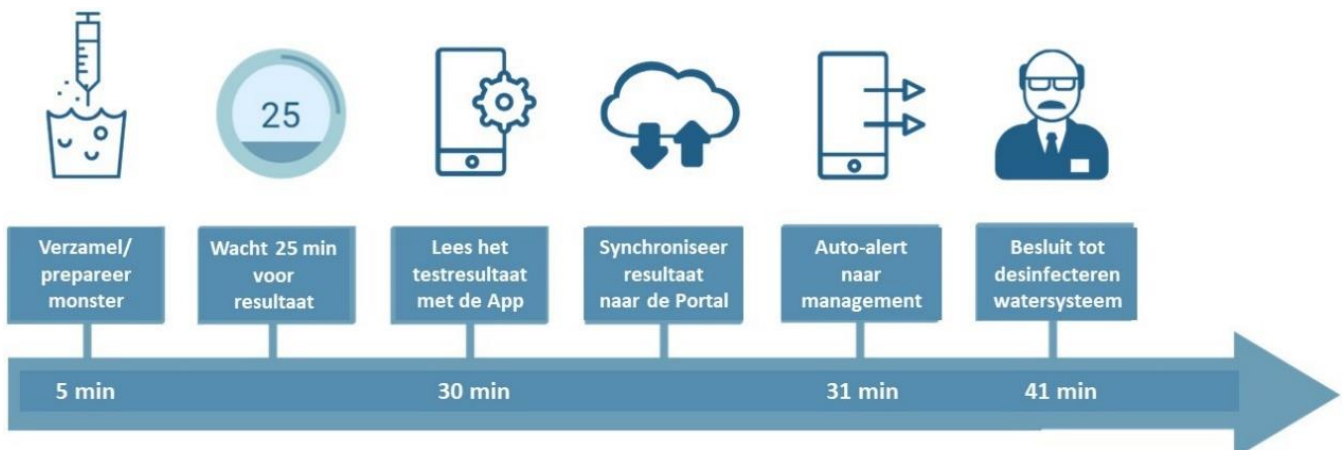 25
Verzamel/
prepareer
monster
Wacht 25 min
voor
resultaat
Lees het
testresultaat
met de App
Synchroniseer
resultaat
naar de Portal
Auto-alert
naar
management
Besluit tot
desinfecteren
watersysteem
5 min
30 min
31 min
41 min